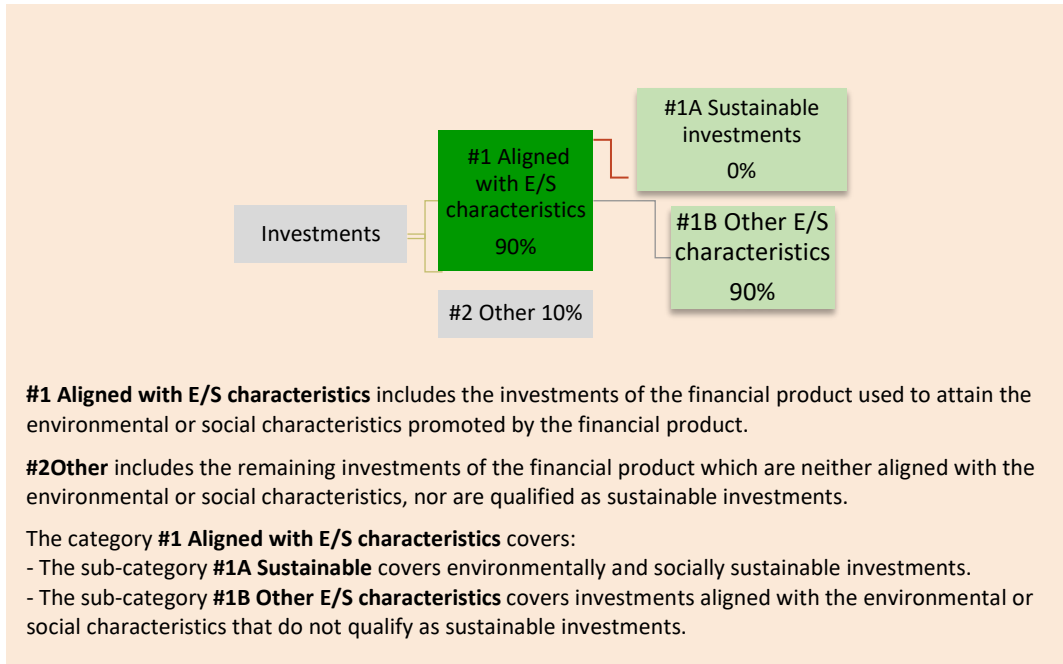 Investments
#1 Aligned
with E/S
characteristics
90%
#2 Other 10%
#1A Sustainable
investments
0%
#1B Other E/S
characteristics
90%
#1 Aligned with E/S characteristics includes the investments of the financial product used to attain the
environmental or social characteristics promoted by the financial product.
#2Other includes the remaining investments of the financial product which are neither aligned with the
environmental or social characteristics, nor are qualified as sustainable investments.
The category #1 Aligned with E/S characteristics covers:
- The sub-category #1A Sustainable covers environmentally and socially sustainable investments.
- The sub-category #1B Other E/S characteristics covers investments aligned with the environmental or
social characteristics that do not qualify as sustainable investments.